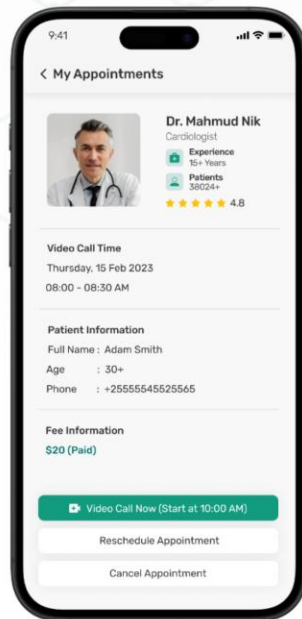 9:41
My Appointments
Dr. Mahmud Nik
Cardiologist
Experience
15+ Years
Patients
38024+
4.8
Video Call Time
Thursday, 15 Feb 2023
08:00 - 08:30 AM
Patient Information
Full Name : Adam Smith
Age : 30+
Phone : +25555545525565
Fee Information
$20 (Paid)
Video Call Now (Start at 10:00 AM)
Reschedule Appointment
Cancel Appointment